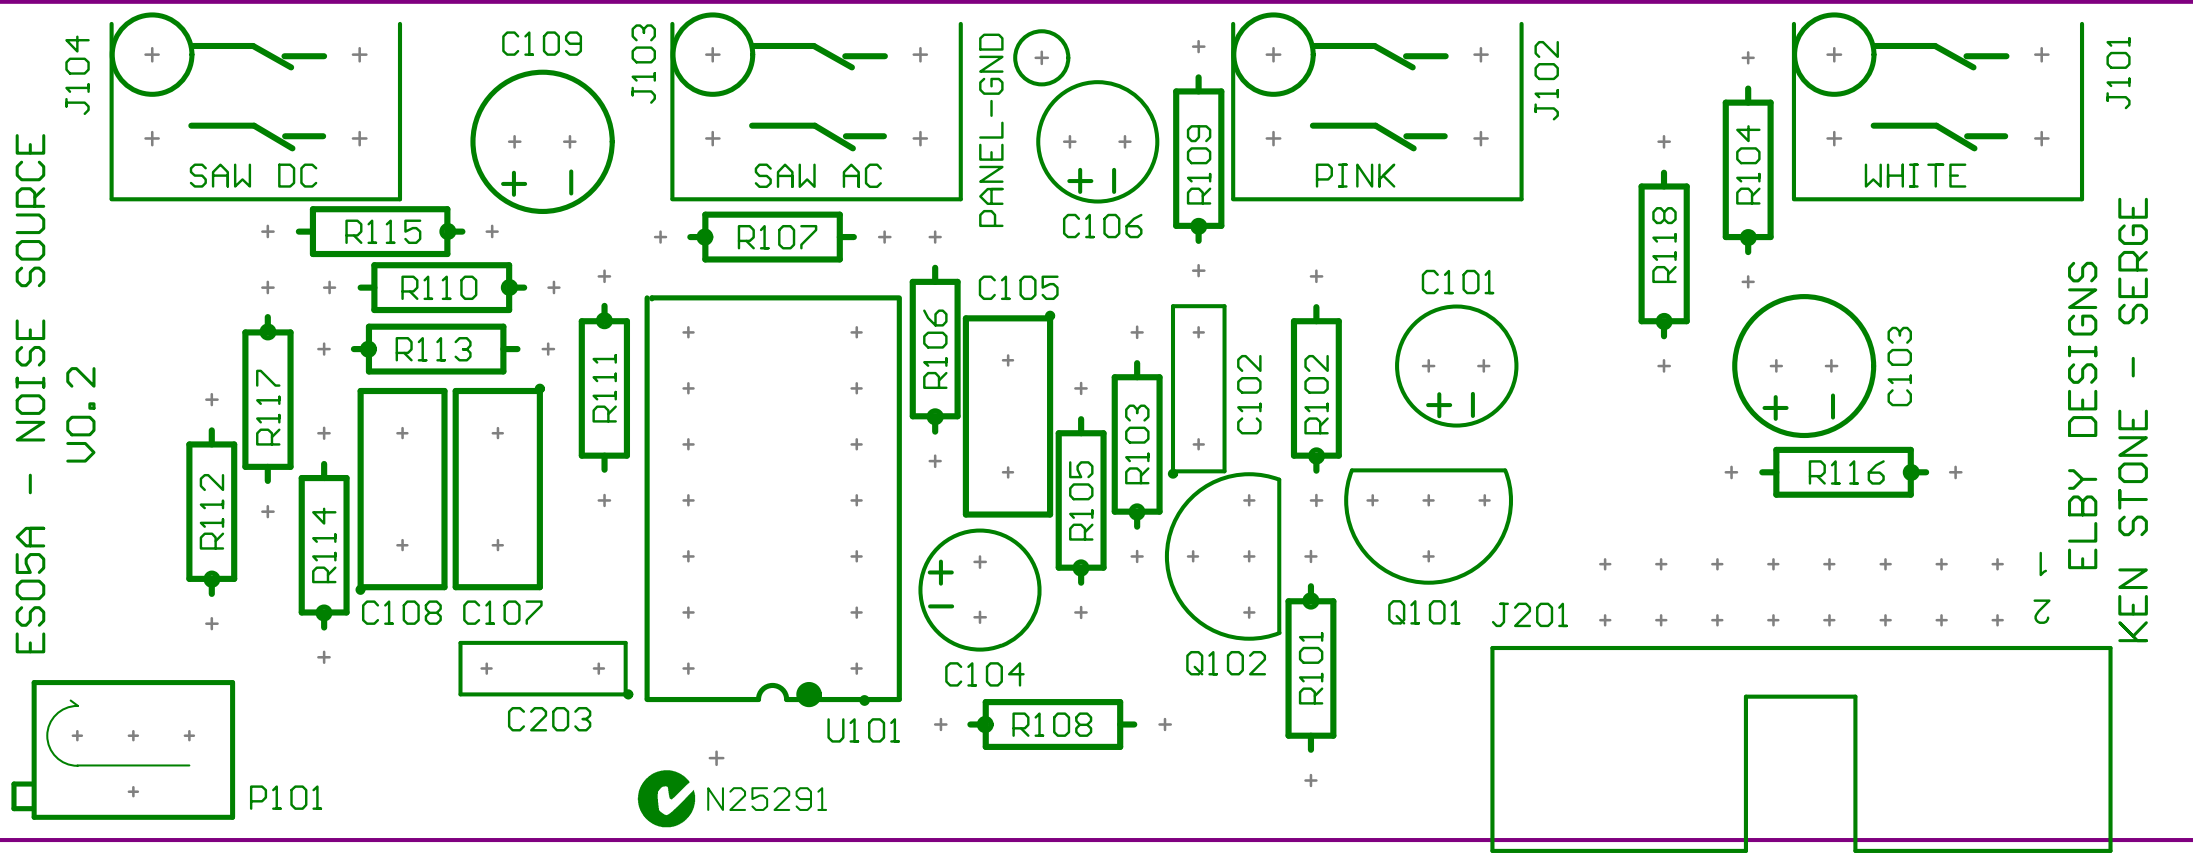 J104
C109
J103
PANEL-GND
J102
J101
SAW DC
SAW AC
PINK
WHITE
R109
R104
R118
C106
R115
R107
R110
R113
R117
R111
R106
C105
C101
R103
C102
R102
C103
R105
R116
R112
R114
C108
C107
Q101
J201
1
2
C104
Q102
R101
C203
U101
R108
P101
N25291
ES05A - NOISE SOURCE
V0.2
ELBY DESIGNS
KEN STONE - SERGE